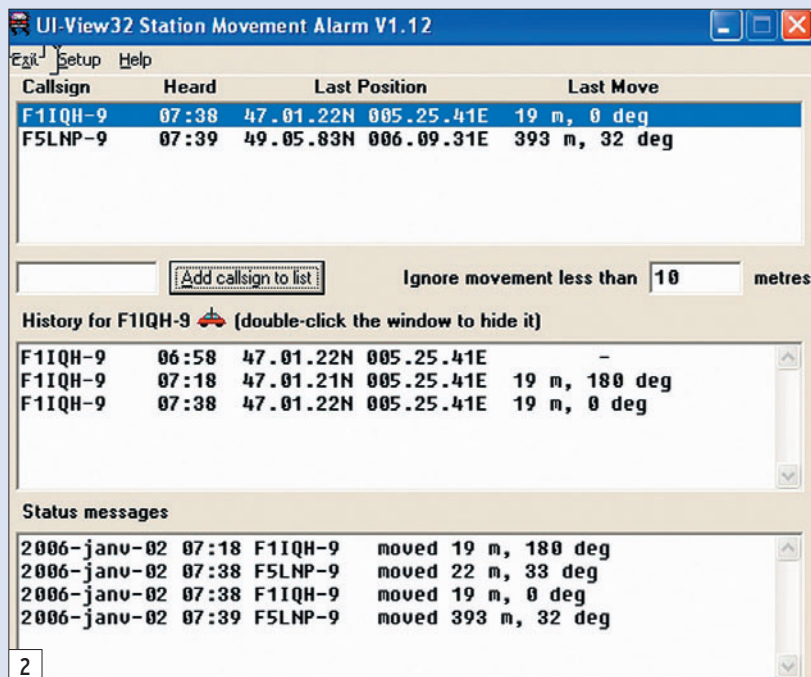 UI-View32 Station Movement Alarm V1.12
Exit Setup Help
Callsign Heard Last Position Last Move
F1IQH-9 07:38 47.01.22N 005.25.41E 19 m, 0 deg
F5LNP-9 07:39 49.05.83N 006.09.31E 393 m, 32 deg
Add callsign to list Ignore movement less than 10 metres
History for F1IQH-9 (double-click the window to hide it)
F1IQH-9 06:58 47.01.22N 005.25.41E -
F1IQH-9 07:18 47.01.21N 005.25.41E 19 m, 180 deg
F1IQH-9 07:38 47.01.22N 005.25.41E 19 m, 0 deg
Status messages
2006-janv-02 07:18 F1IQH-9 moved 19 m, 180 deg
2006-janv-02 07:38 F5LNP-9 moved 22 m, 33 deg
2006-janv-02 07:38 F1IQH-9 moved 19 m, 0 deg
2006-janv-02 07:39 F5LNP-9 moved 393 m, 32 deg
2